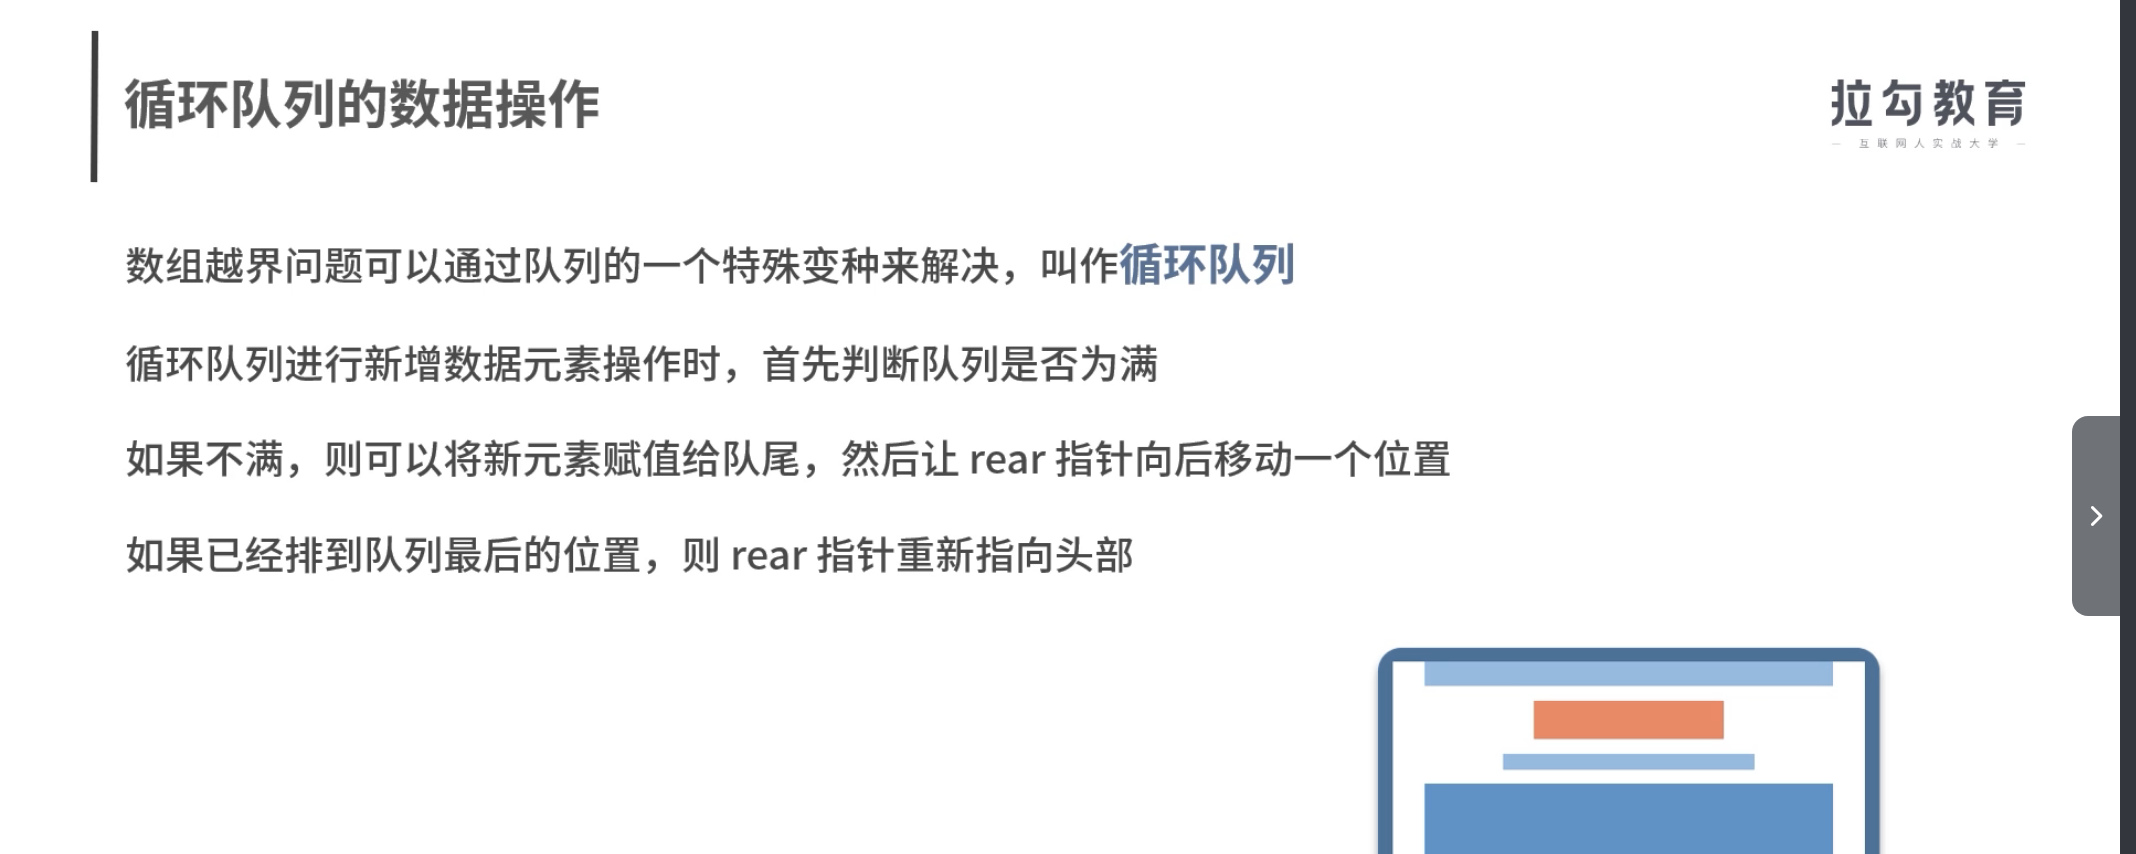 循环队列的数据操作
拉勾教育
— 互联网人实战大学 —
数组越界问题可以通过队列的一个特殊变种来解决，叫作循环队列
循环队列进行新增数据元素操作时，首先判断队列是否为满
如果不满，则可以将新元素赋值给队尾，然后让 rear 指针向后移动一个位置
如果已经排到队列最后的位置，则 rear 指针重新指向头部